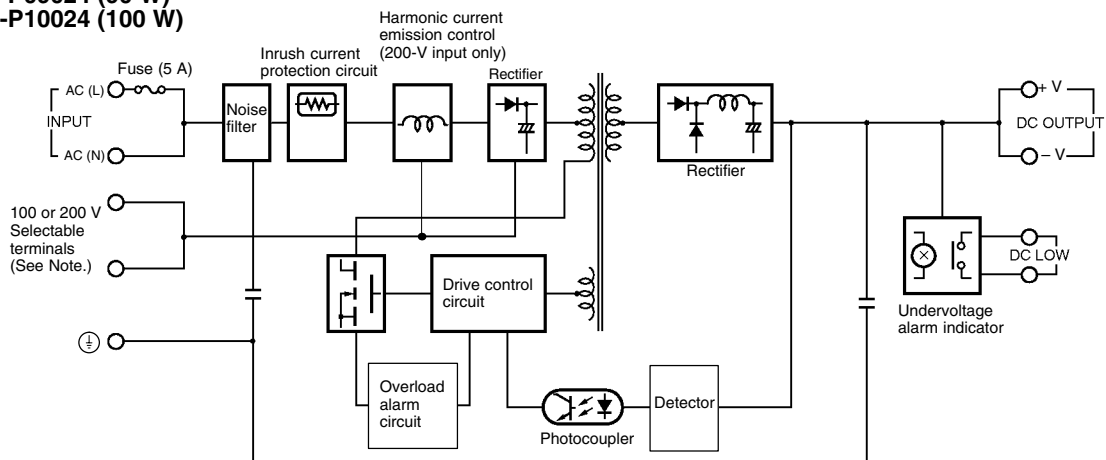 -P10024 (100 W)
Harmonic current
emission control
(200-V input only)
Inrush current
protection circuit
Fuse (5 A)
Rectifier
AC (L)
INPUT
AC (N)
Noise
filter
Rectifier
+ V
DC OUTPUT
– V
100 or 200 V
Selectable
terminals
(See Note.)
Drive control
circuit
DC LOW
Undervoltage
alarm indicator
Overload
alarm
circuit
Photocoupler
Detector